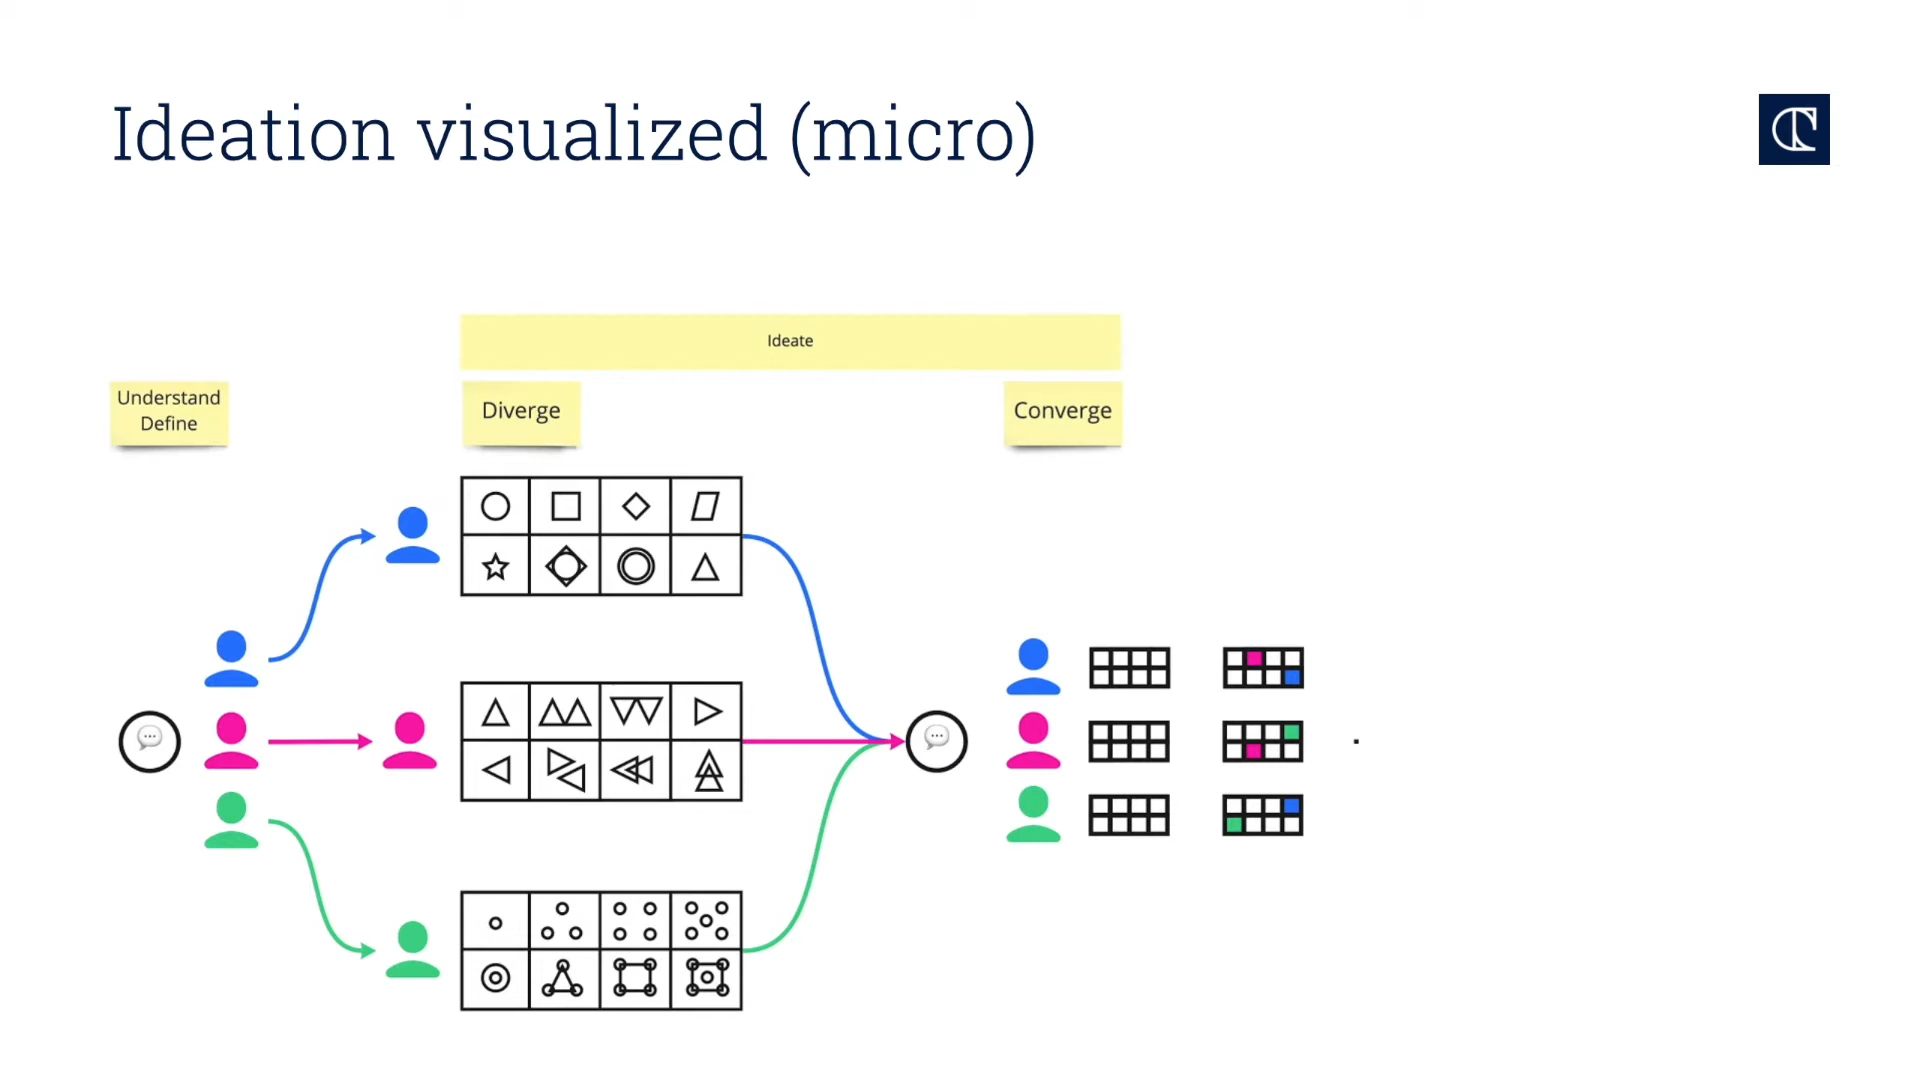 Ideation visualized (micro)
Ideate
Understand
Define
Diverge
Converge